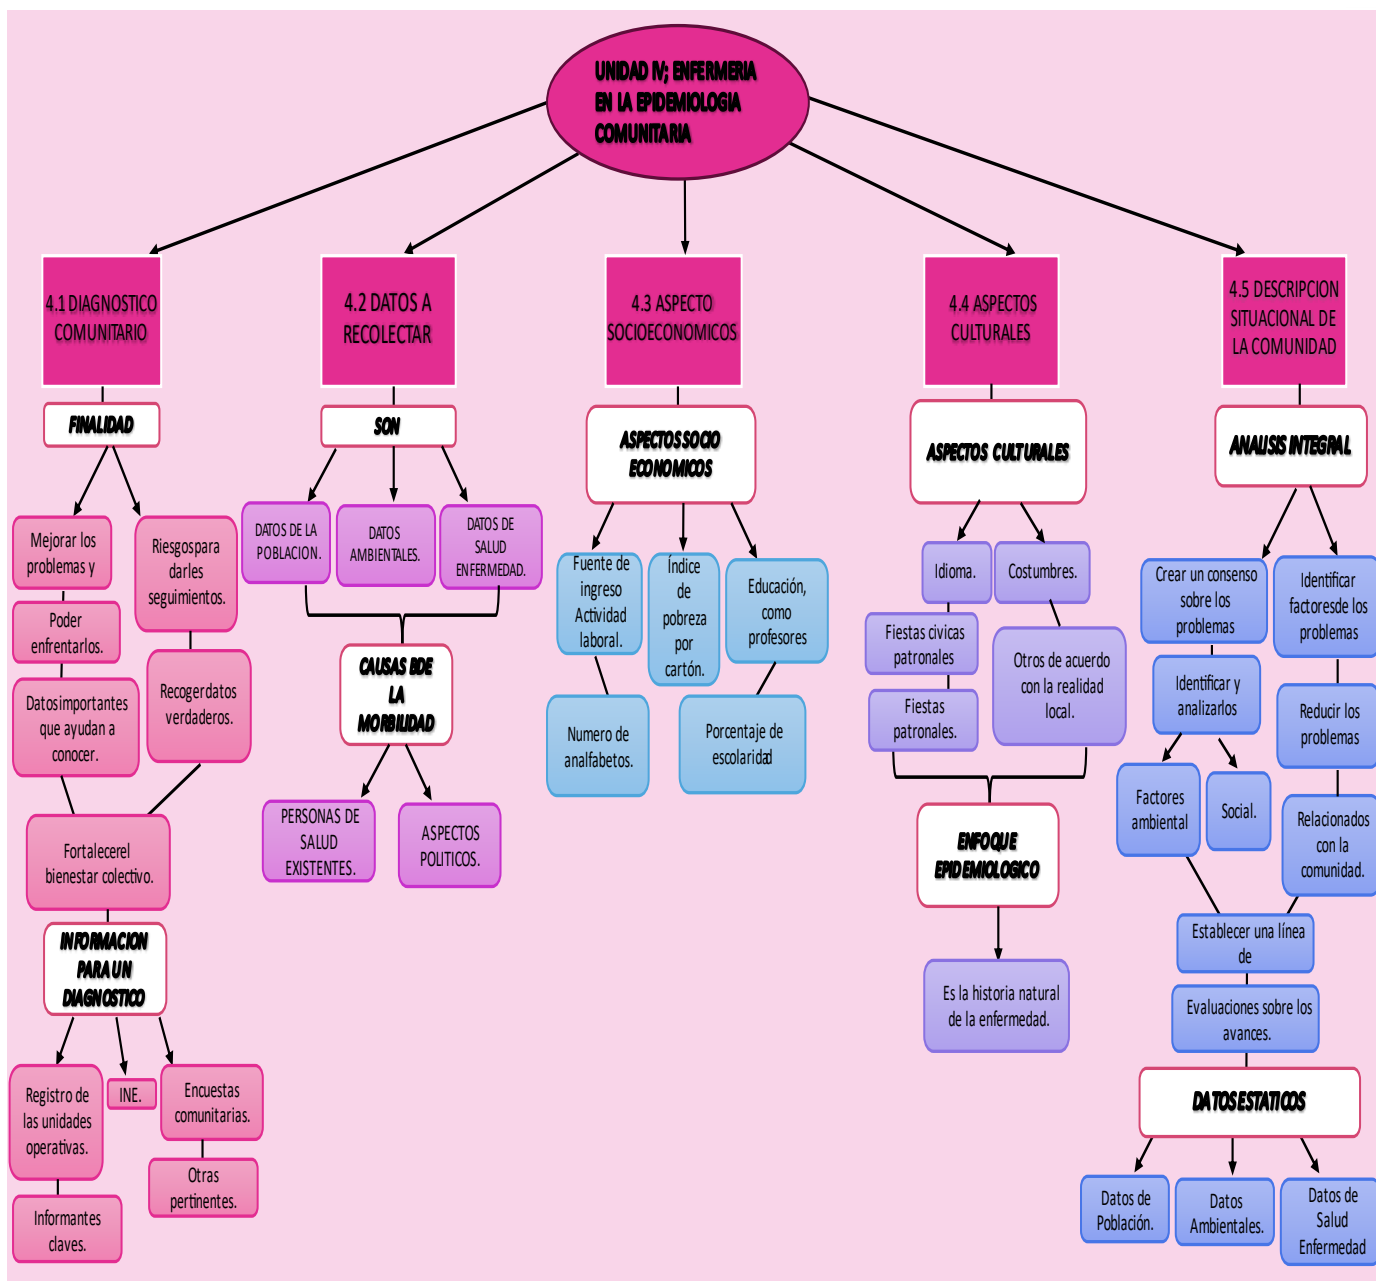 UNIDAD IV; ENFERMERIA
EN LA EPIDEMIOLOGIA
COMUNITARIA
4.1 DIAGNOSTICO
COMUNITARIO
FINALIDAD
Mejorar los
problemas y
Poder
enfrentarlos.
Datos importantes
que ayudan a
conocer.
Riesgos para
darles
seguimientos.
Recoger datos
verdaderos.
Fortalecer el
bienestar colectivo.
INFORMACION
PARA UN
DIAGNOSTICO
Registro de
las unidades
operativas.
Informantes
claves.
INE.
Encuestas
comunitarias.
Otras
pertinentes.
4.2 DATOS A
RECOLECTAR
SON
DATOS DE LA
POBLACION.
DATOS
AMBIENTALES.
DATOS DE
SALUD
ENFERMEDAD.
CAUSAS BDE
LA
MORBILIDAD
PERSONAS DE
SALUD
EXISTENTES.
ASPECTOS
POLITICOS.
4.3 ASPECTO
SOCIOECONOMICOS
ASPECTOS SOCIO
ECONOMICOS
Fuente de
ingreso
Actividad
laboral.
Numero de
analfabetos.
Índice
de
pobreza
por
cartón.
Educación,
como
profesores
Porcentaje de
escolaridad
4.4 ASPECTOS
CULTURALES
ASPECTOS CULTURALES
Idioma.
Fiestas civicas
patronales
Fiestas
patronales.
Costumbres.
Otros de acuerdo
con la realidad
local.
ENFOQUE
EPIDEMIOLOGICO
Es la historia natural
de la enfermedad.
4.5 DESCRIPCION
SITUACIONAL DE
LA COMUNIDAD
ANALISIS INTEGRAL
Crear un consenso
sobre los
problemas
Identificar y
analizarlos
Factores
ambiental
Social.
Identificar
factores de los
problemas
Reducir los
problemas
Relacionados
con la
comunidad.
Establecer una línea
de
Evaluaciones sobre los
avances.
DATOS ESTATICOS
Datos de
Población.
Datos
Ambientales.
Datos de
Salud
Enfermedad